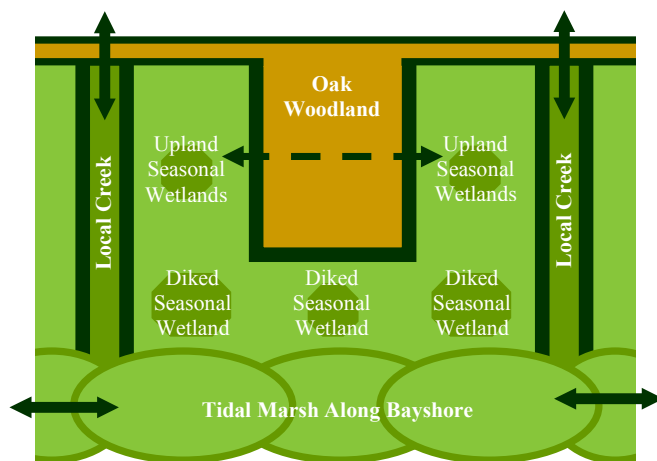 Oak
Woodland
Upland
Seasonal
Wetlands
Upland
Seasonal
Wetlands
Local Creek
Local Creek
Diked
Seasonal
Wetland
Diked
Seasonal
Wetland
Diked
Seasonal
Wetland
Tidal Marsh Along Bayshore